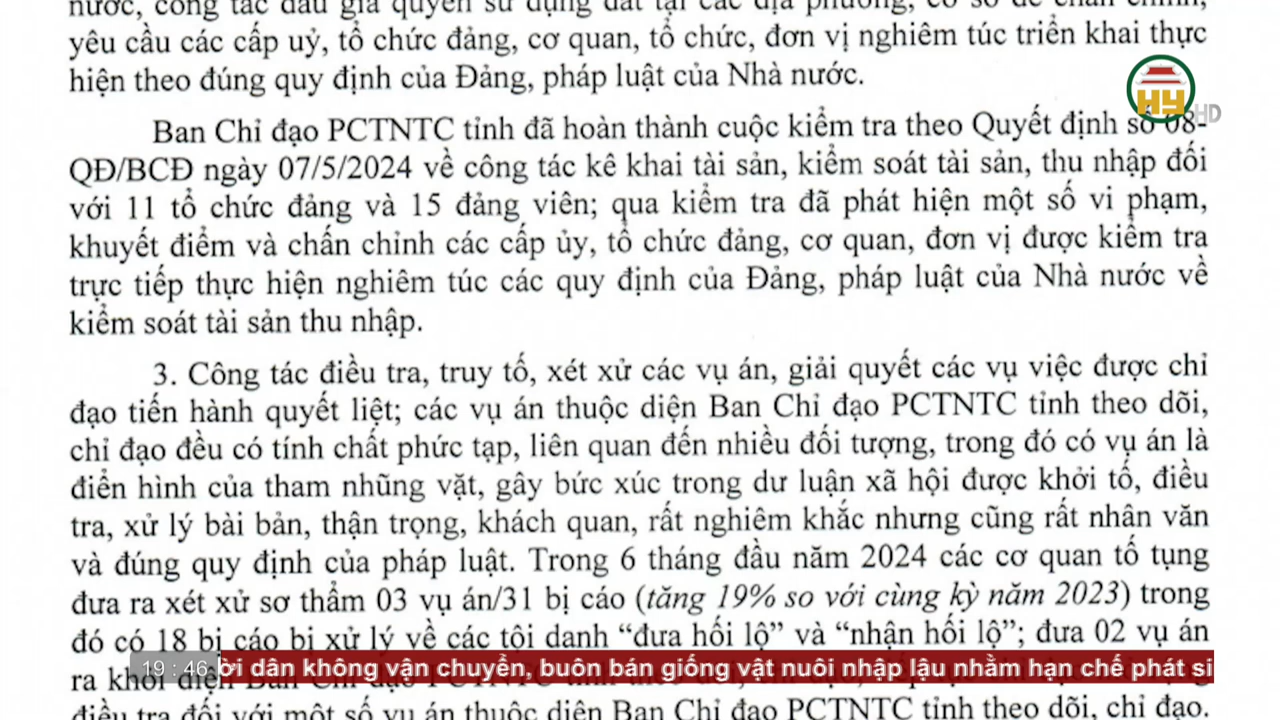 nước, công tác đấu giá quyền sử dụng đất tại các địa phương, cơ sở để chấn chỉnh,
yêu cầu các cấp uỷ, tổ chức đảng, cơ quan, tổ chức, đơn vị nghiêm túc triển khai thực
hiện theo đúng quy định của Đảng, pháp luật của Nhà nước.
HY HD
Ban Chỉ đạo PCTNTC tỉnh đã hoàn thành cuộc kiểm tra theo Quyết định số 08-
QĐ/BCĐ ngày 07/5/2024 về công tác kê khai tài sản, kiểm soát tài sản, thu nhập đối
với 11 tổ chức đảng và 15 đảng viên; qua kiểm tra đã phát hiện một số vi phạm,
khuyết điểm và chấn chỉnh các cấp ủy, tổ chức đảng, cơ quan, đơn vị được kiểm tra
trực tiếp thực hiện nghiêm túc các quy định của Đảng, pháp luật của Nhà nước về
kiểm soát tài sản thu nhập.
3. Công tác điều tra, truy tố, xét xử các vụ án, giải quyết các vụ việc được chỉ
đạo tiến hành quyết liệt; các vụ án thuộc diện Ban Chỉ đạo PCTNTC tỉnh theo dõi,
chỉ đạo đều có tính chất phức tạp, liên quan đến nhiều đối tượng, trong đó có vụ án là
điển hình của tham nhũng vặt, gây bức xúc trong dư luận xã hội được khởi tố, điều
tra, xử lý bài bản, thận trọng, khách quan, rất nghiêm khắc nhưng cũng rất nhân văn
và đúng quy định của pháp luật. Trong 6 tháng đầu năm 2024 các cơ quan tố tụng
đưa ra xét xử sơ thẩm 03 vụ án/31 bị cáo (tăng 19% so với cùng kỳ năm 2023) trong
đó có 18 bị cáo bị xử lý về các tội danh “đưa hối lộ” và “nhận hối lộ”; đưa 02 vụ án
ra khỏi diện Ban Chỉ đạo PCTNTC
19:46 ời dân không vận chuyển, buôn bán giống vật nuôi nhập lậu nhằm hạn chế phát si
điều tra đối với một số vụ án thuộc diện Ban Chỉ đạo PCTNTC tỉnh theo dõi, chỉ đạo.